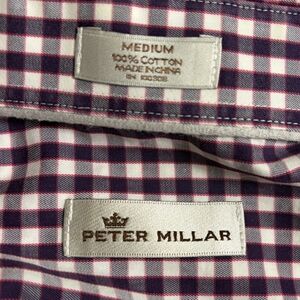 MEDIUM
100% COTTON
MADE IN CHINA
PETER MILLAR